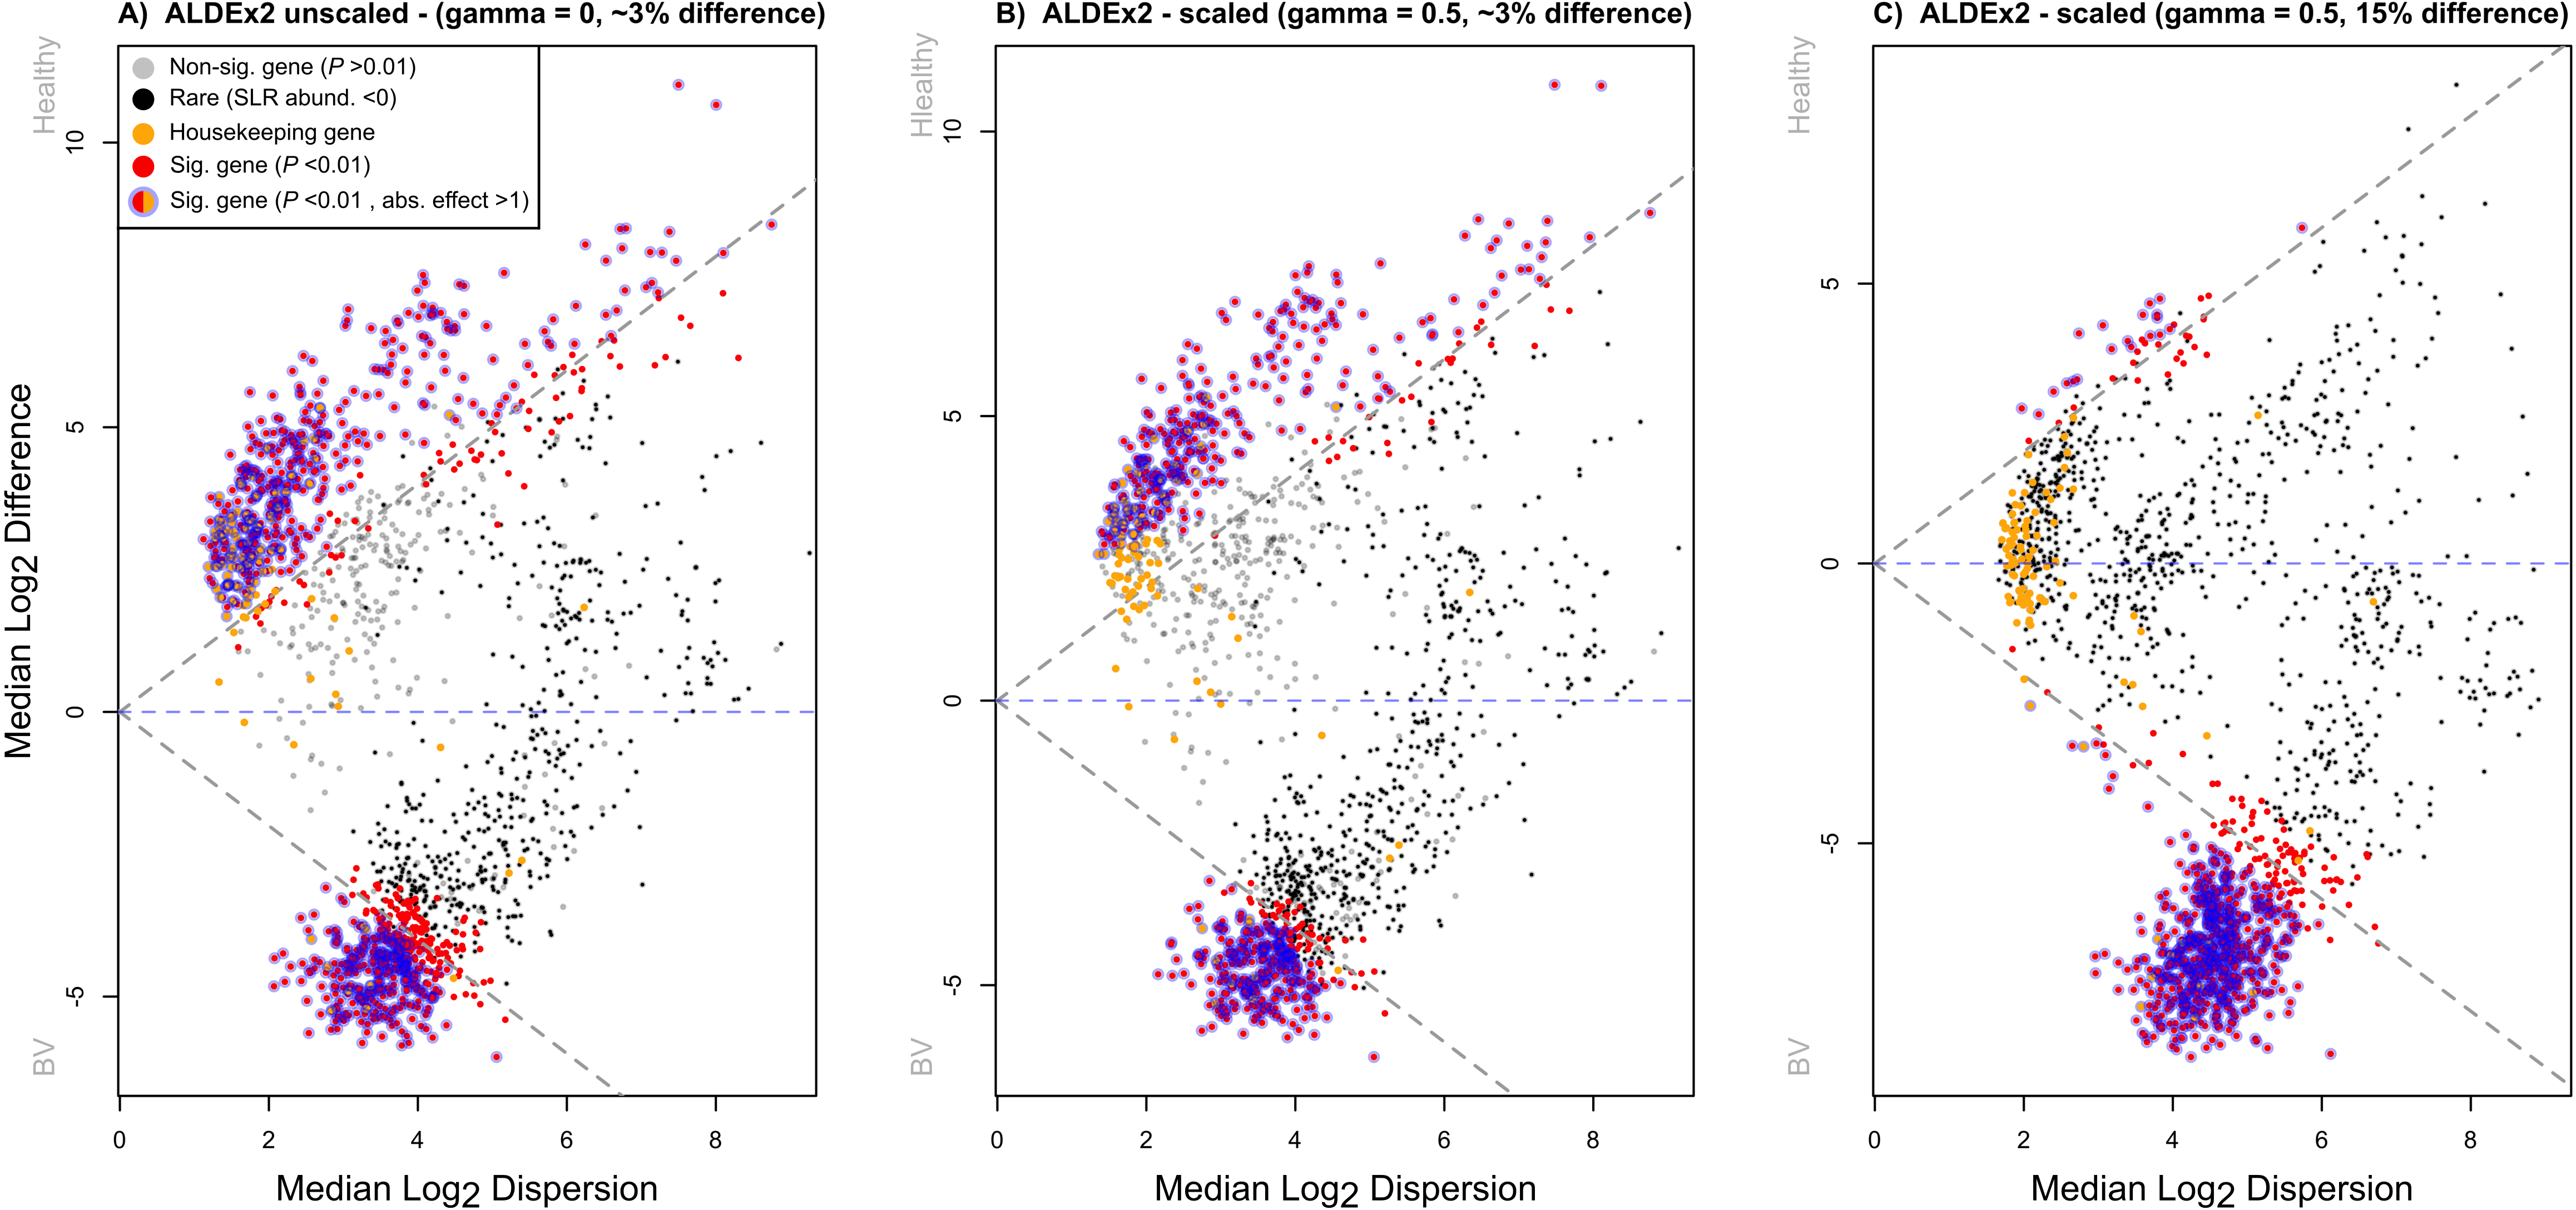 A) ALDEx2 unscaled - (gamma = 0, ~3% difference)
Healthy
Non-sig. gene (P >0.01)
Rare (SLR abund. <0)
Housekeeping gene
Sig. gene (P <0.01)
Sig. gene (P <0.01 , abs. effect >1)
10
5
0
-5
BV
Median Log2 Difference
0 2 4 6 8
Median Log2 Dispersion
B) ALDEx2 - scaled (gamma = 0.5, ~3% difference)
Hlealthy
10
5
0
-5
BV
0 2 4 6 8
Median Log2 Dispersion
C) ALDEx2 - scaled (gamma = 0.5, 15% difference)
Healthy
5
0
-5
BV
0 2 4 6 8
Median Log2 Dispersion